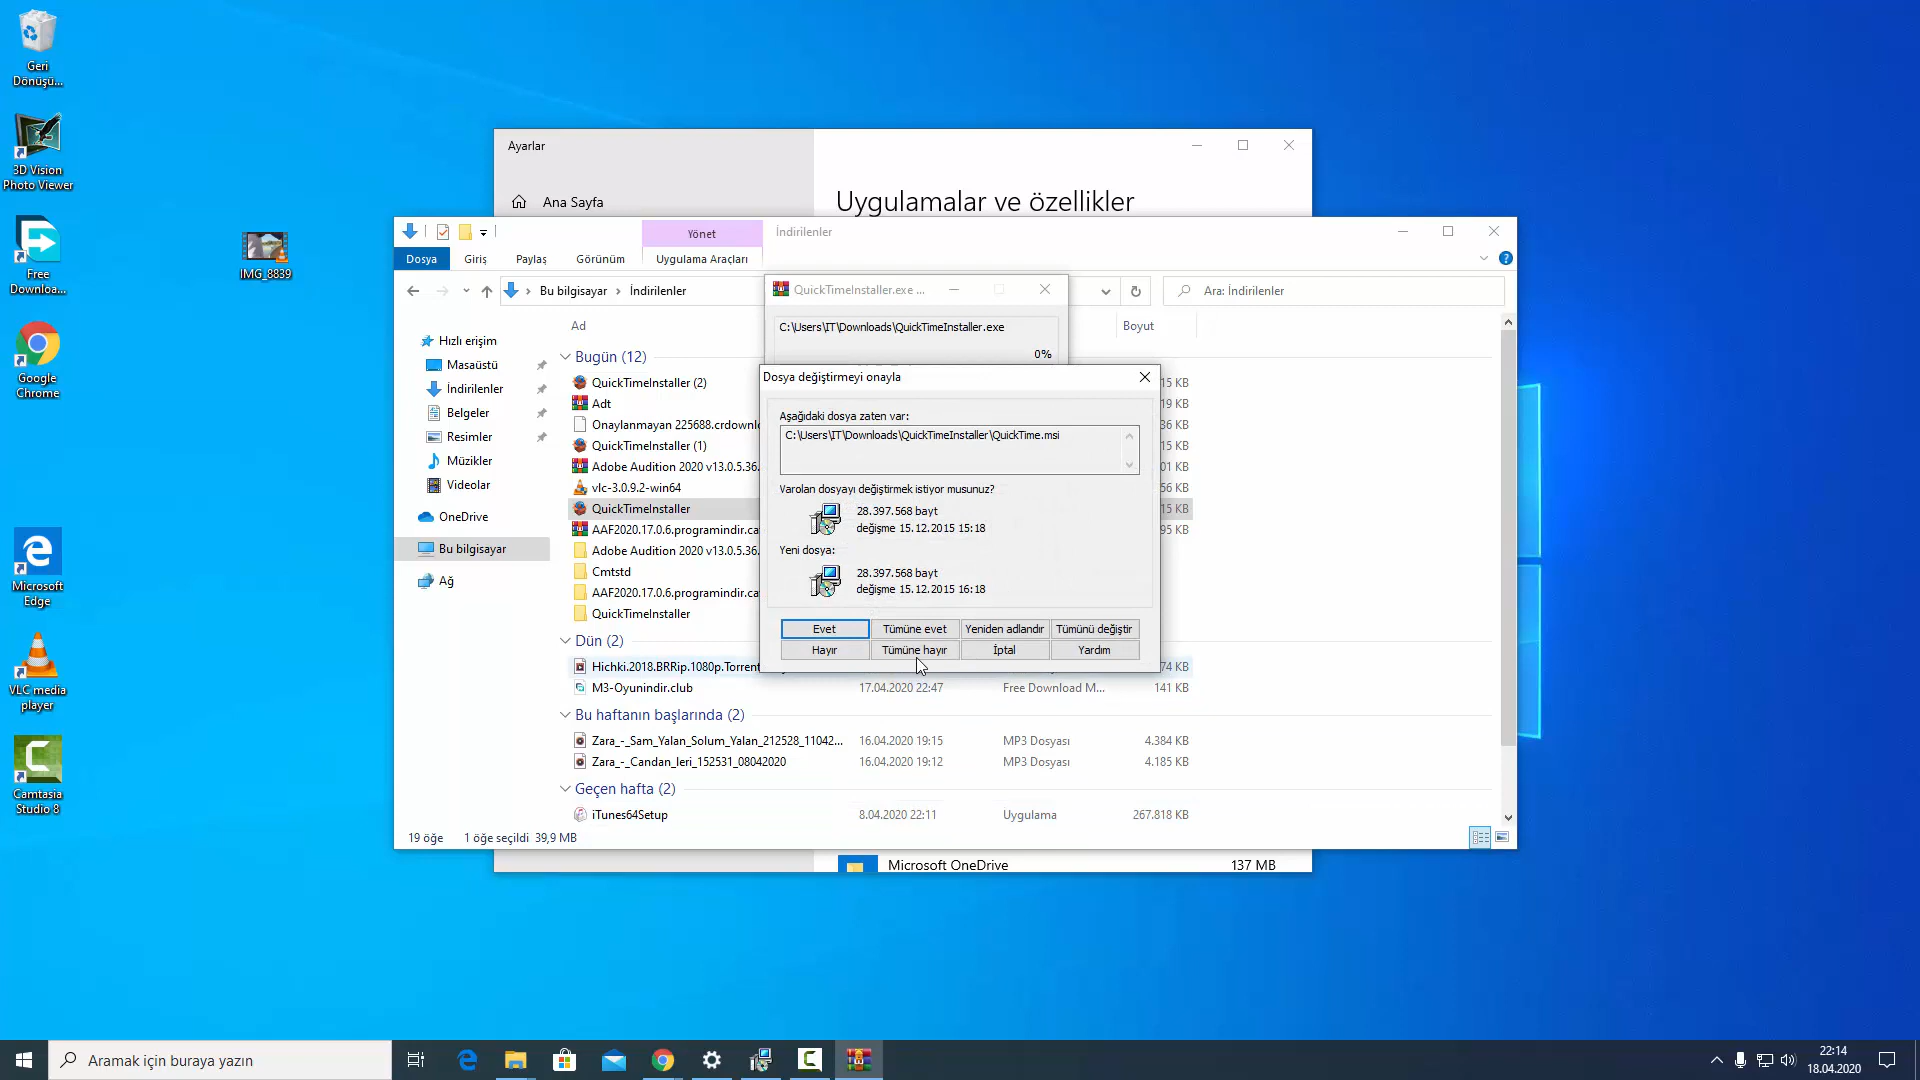 Geri
Dönüşü...
3D Vision
Photo Viewer
Free
Downloa...
Google
Chrome
Microsoft
Edge
VLC media
player
Camtasia
Studio 8
IMG_8839
Ayarlar
Ana Sayfa
Uygulamalar ve özellikler
Yönet
İndirilenler
Dosya
Giriş
Paylaş
Görünüm
Uygulama Araçları
Bu bilgisayar › İndirilenler
Ara: İndirilenler
Hızlı erişim
Masaüstü
İndirilenler
Belgeler
Resimler
Müzikler
Videolar
OneDrive
Bu bilgisayar
Ağ
Ad
Boyut
Bugün (12)
QuickTimeInstaller (2)
15 KB
Adt
19 KB
Onaylanmayan 225688.crdownlo
36 KB
QuickTimeInstaller (1)
15 KB
Adobe Audition 2020 v13.0.5.36.
01 KB
vlc-3.0.9.2-win64
56 KB
QuickTimeInstaller
15 KB
AAF2020.17.0.6.programindir.ca
95 KB
Adobe Audition 2020 v13.0.5.36.
Cmtstd
AAF2020.17.0.6.programindir.ca
QuickTimeInstaller
Dün (2)
Hichki.2018.BRRip.1080p.Torrent
74 KB
M3-Oyunindir.club
17.04.2020 22:47
Free Download M...
141 KB
Bu haftanın başlarında (2)
Zara_-_Sam_Yalan_Solum_Yalan_212528_11042...
16.04.2020 19:15
MP3 Dosyası
4.384 KB
Zara_-_Candan_Ieri_152531_08042020
16.04.2020 19:12
MP3 Dosyası
4.185 KB
Geçen hafta (2)
iTunes64Setup
8.04.2020 22:11
Uygulama
267.818 KB
19 öğe
1 öğe seçildi 39,9 MB
Microsoft OneDrive
137 MB
QuickTimeInstaller.exe ...
C:\Users\IT\Downloads\QuickTimeInstaller.exe
0%
Dosya değiştirmeyi onayla
Aşağıdaki dosya zaten var:
C:\Users\IT\Downloads\QuickTimeInstaller\QuickTime.msi
Varolan dosyayı değiştirmek istiyor musunuz?
28.397.568 bayt
değişme 15.12.2015 15:18
Yeni dosya:
28.397.568 bayt
değişme 15.12.2015 16:18
Evet
Tümüne evet
Yeniden adlandır
Tümünü değiştir
Hayır
Tümüne hayır
İptal
Yardım
Aramak için buraya yazın
22:14
18.04.2020